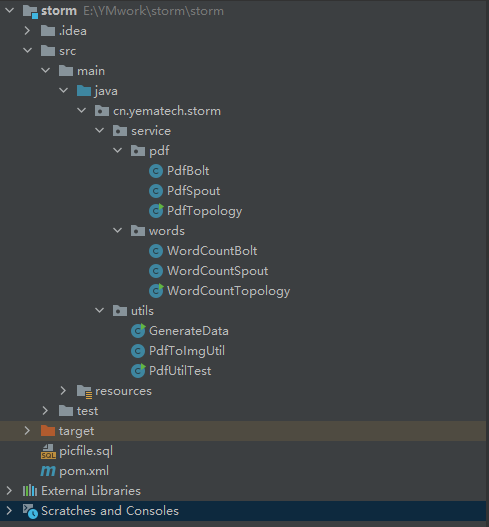 storm E:\YMwork\storm\storm
.idea
src
main
java
cn.yematech.storm
service
pdf
PdfBolt
PdfSpout
PdfTopology
words
WordCountBolt
WordCountSpout
WordCountTopology
utils
GenerateData
PdfToImgUtil
PdfUtilTest
resources
test
target
picfile.sql
pom.xml
External Libraries
Scratches and Consoles